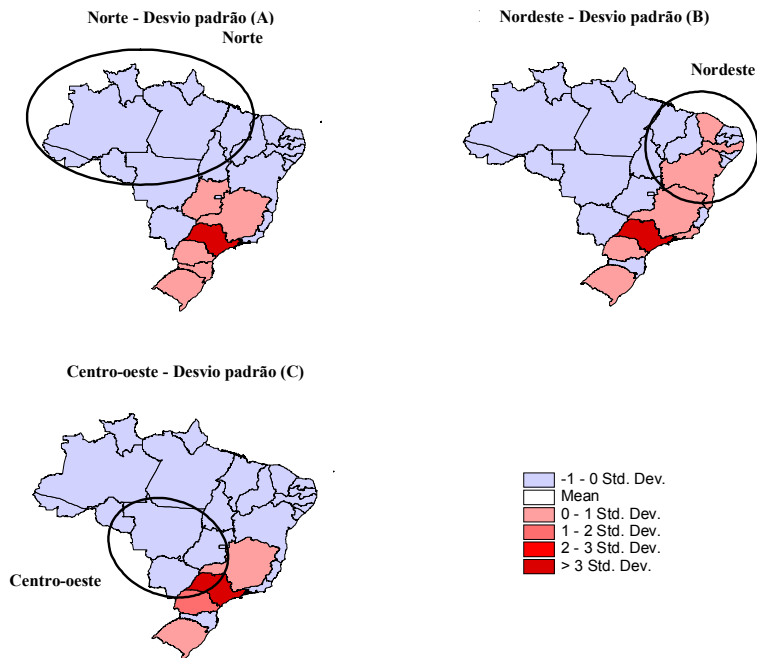 Norte - Desvio padrão (A)
Norte
Nordeste - Desvio padrão (B)
Nordeste
Centro-oeste - Desvio padrão (C)
Centro-oeste
-1 - 0 Std. Dev.
Mean
0 - 1 Std. Dev.
1 - 2 Std. Dev.
2 - 3 Std. Dev.
> 3 Std. Dev.